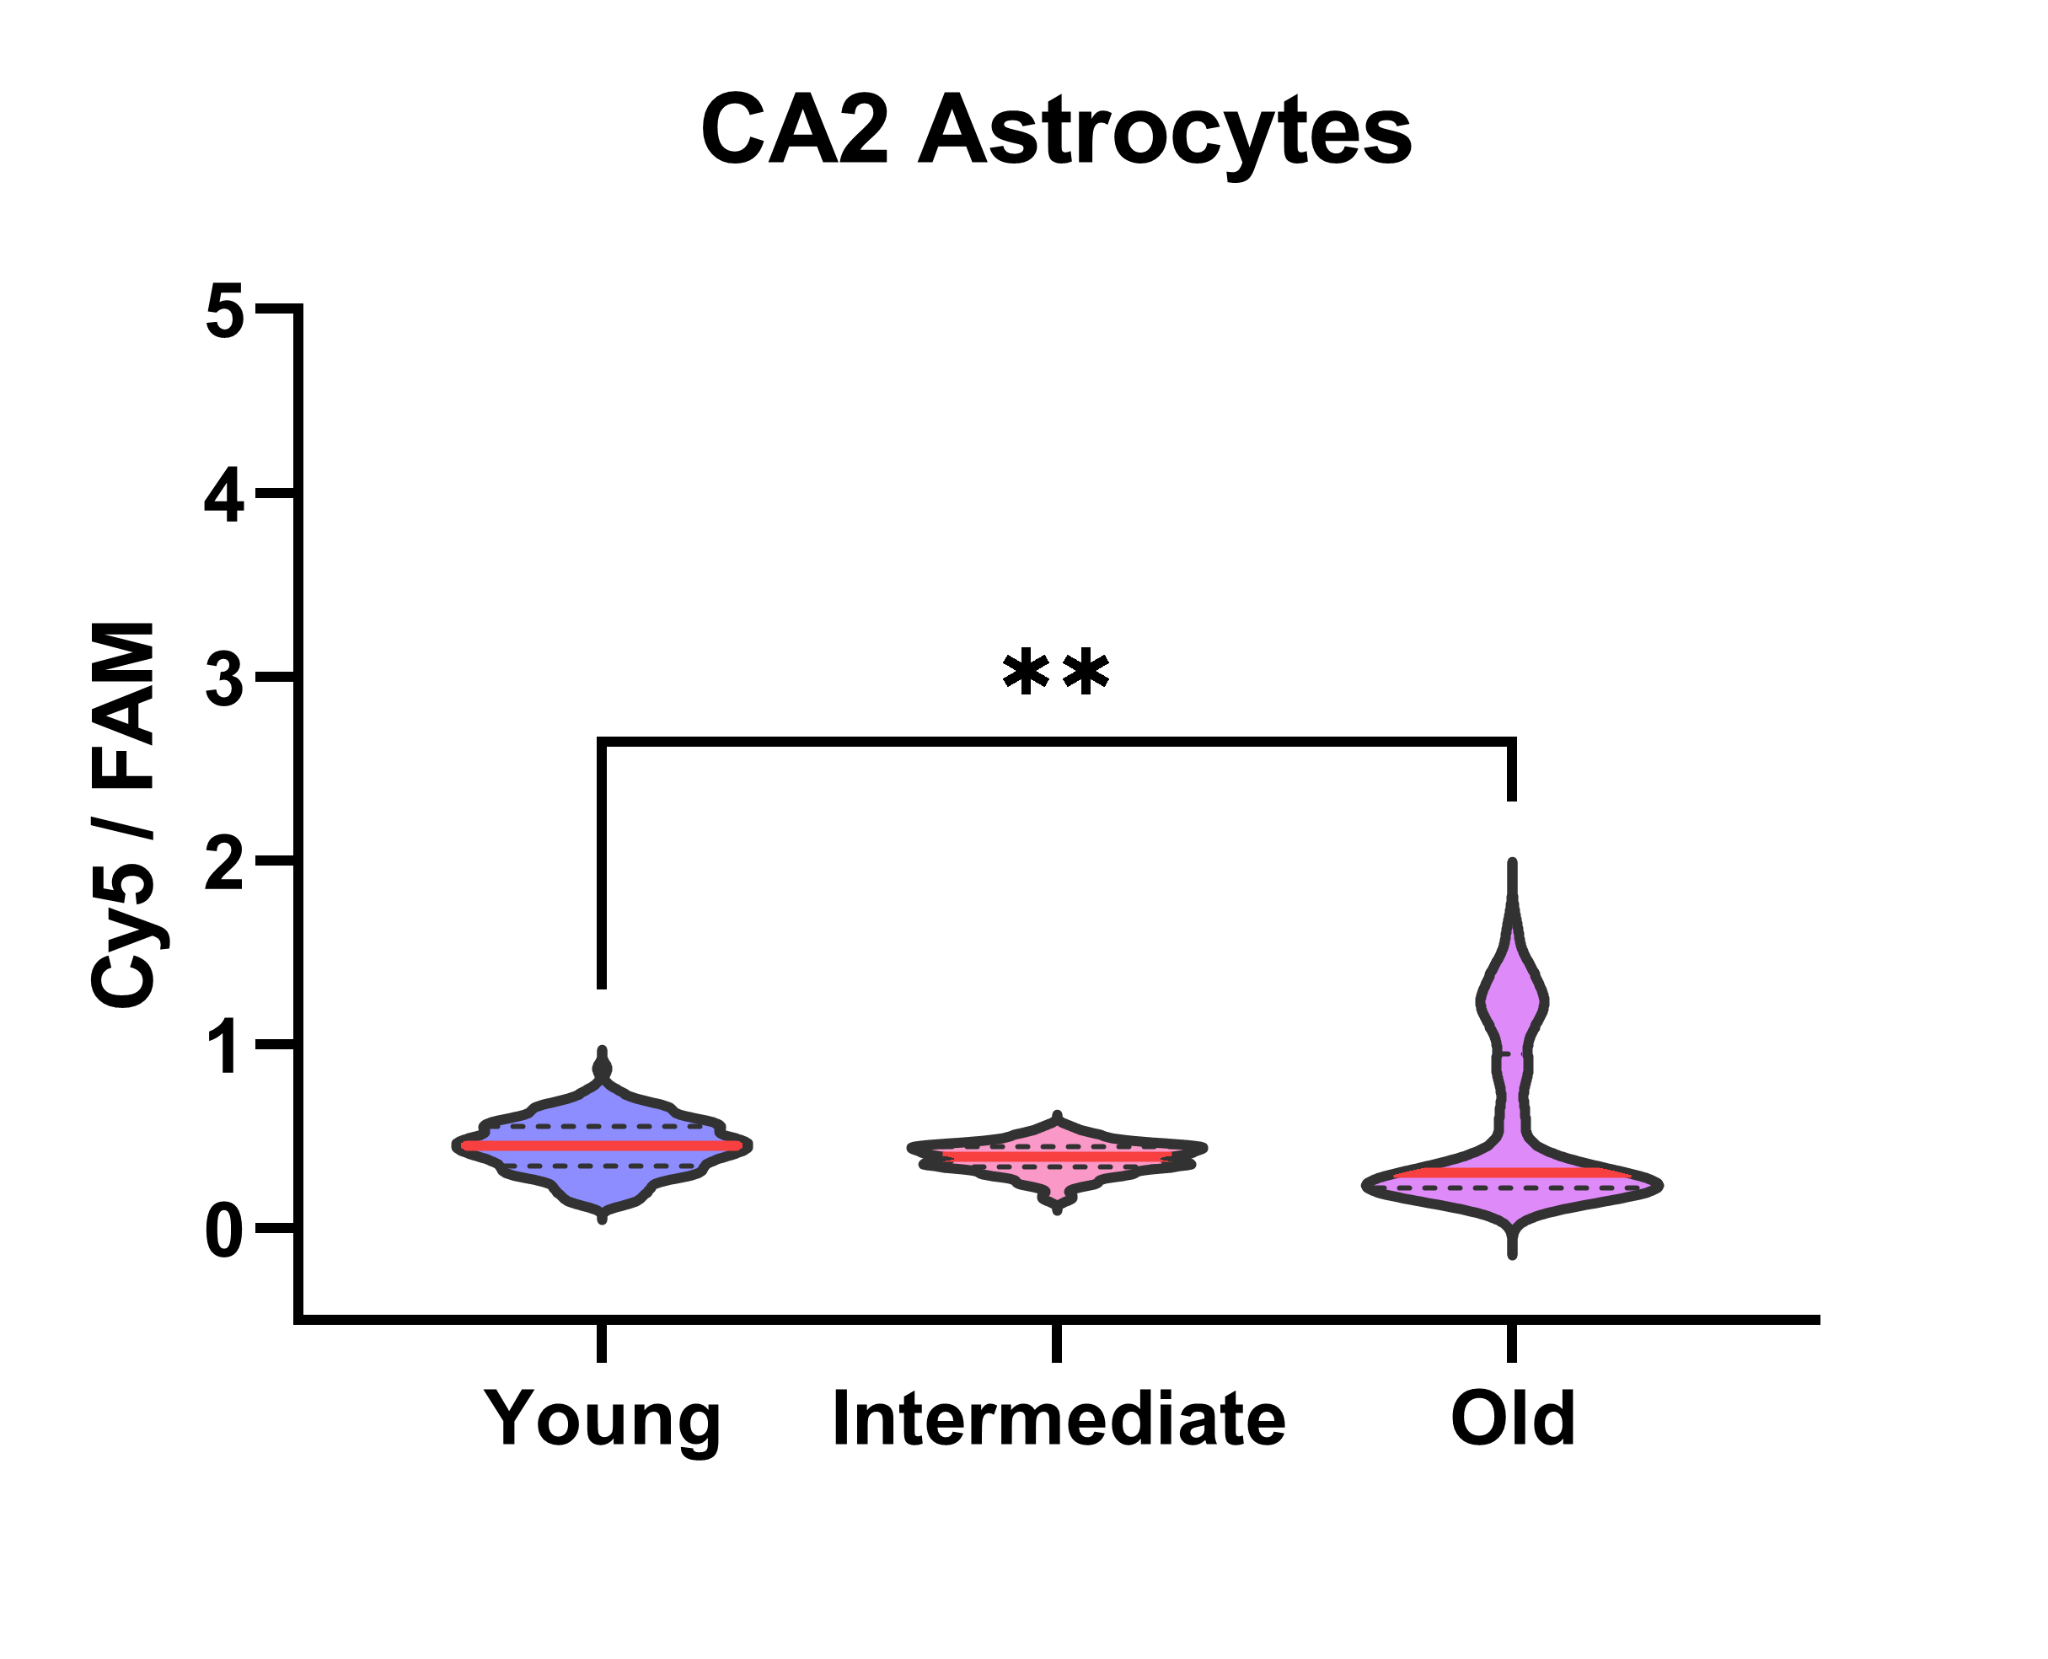 CA2 Astrocytes
5
4
3
2
1
0
Cy5 / FAM
**
Young Intermediate Old